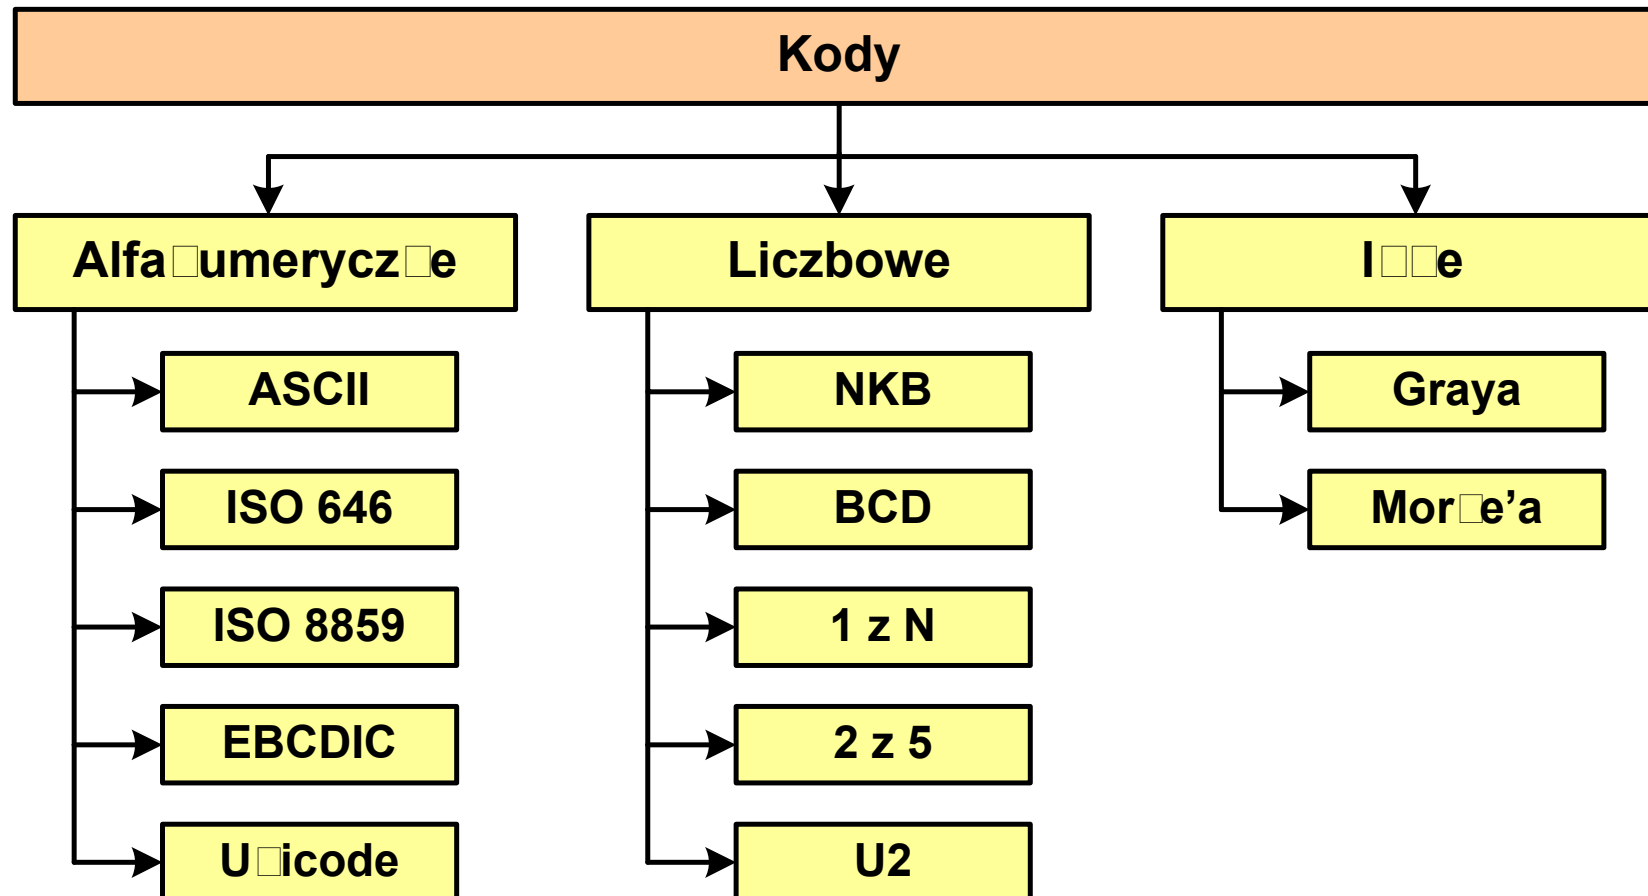 Kody
Alfa□umerycz□e
Liczbowe
I□□e
ASCII
NKB
Graya
ISO 646
BCD
Mor□e’a
ISO 8859
1 z N
EBCDIC
2 z 5
U□icode
U2